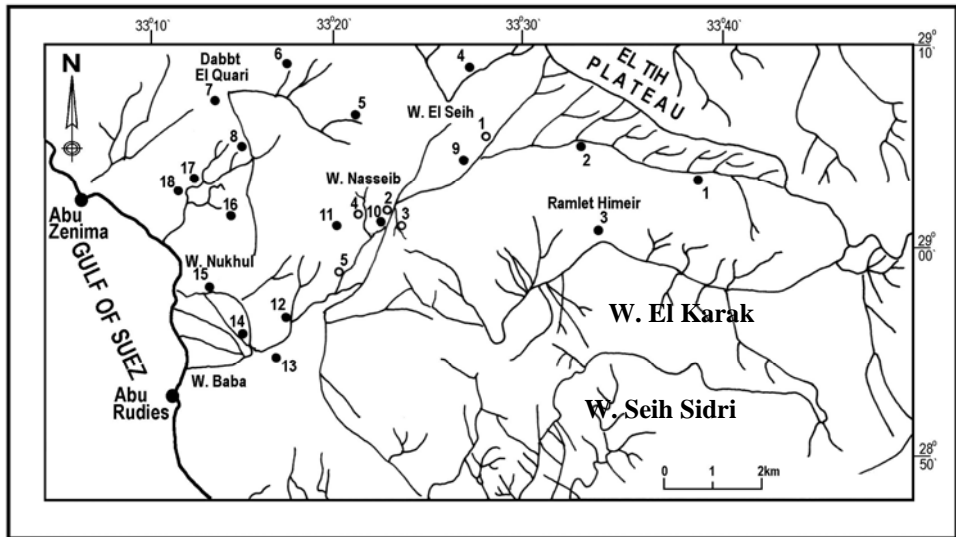 33°10' 33°20' 33°30' 33°40'
29°
10'
N
Dabbt
El Quari
6
4
EL TIH
PLATEAU
7
5
W. El Seih
1
8
9
2
17
18
W. Nasseib
1
16
4
2
11
10
3
Ramlet Himeir
3
Abu
Zenima
29°
00'
GULF OF SUEZ
W. Nukhul
15
5
12
W. El Karak
14
13
W. Baba
Abu
Rudies
W. Seih Sidri
28°
50'
0 1 2km